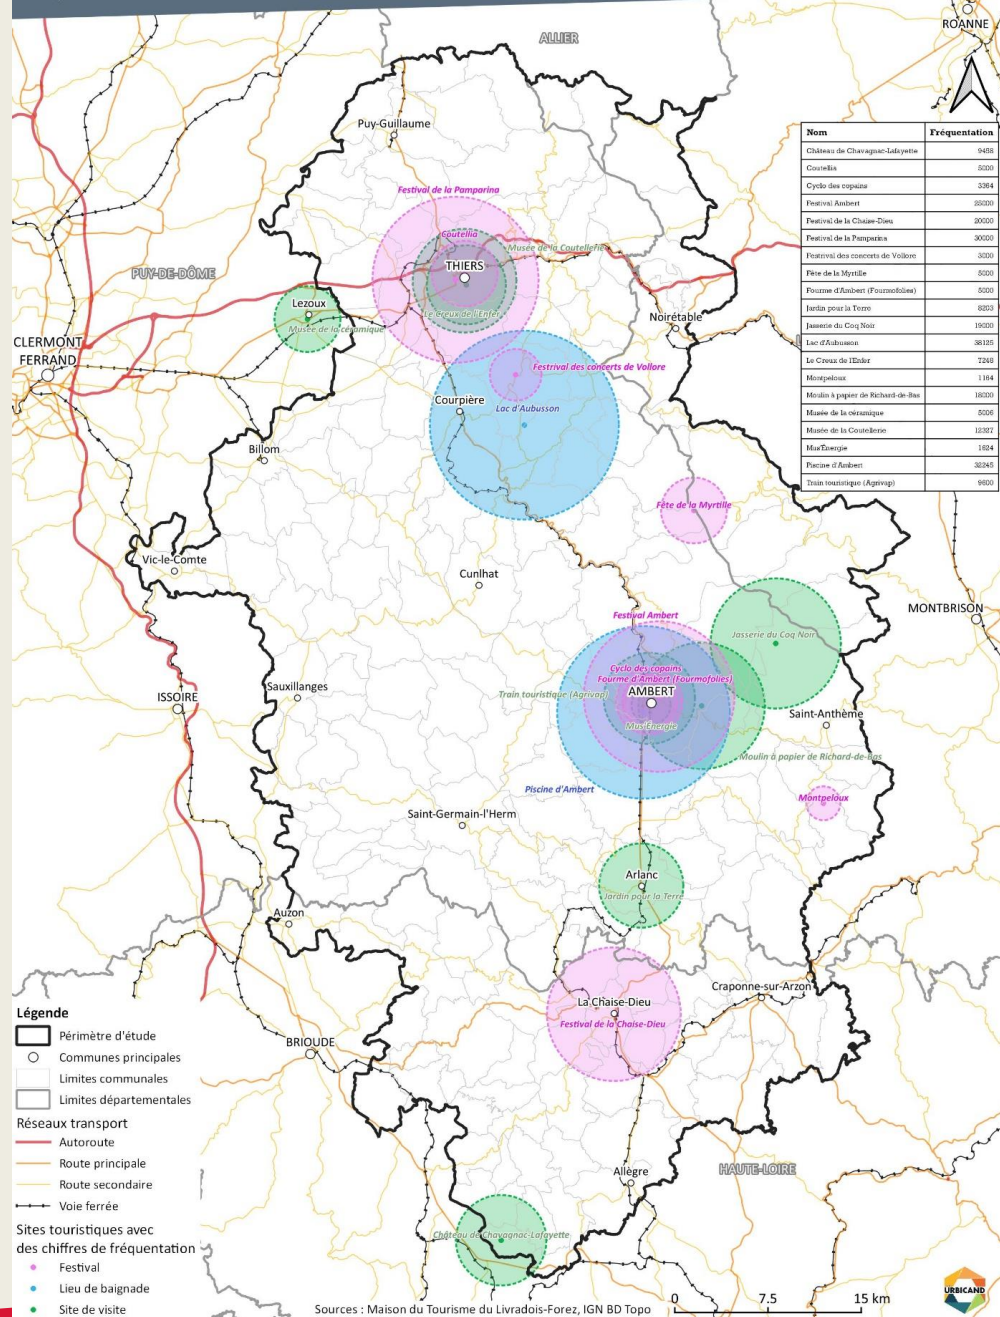 ROANNE
ALLIER
Puy-Guillaume
Nom Fréquentation
Château de Chavagnac-Lafayette 9458
Coutellia 5000
Cyclo des copains 3364
Festival Ambert 25000
Festival de la Chaise-Dieu 20000
Festival de la Pamparina 30000
Festrival des concerts de Vollore 3000
Fête de la Myrtille 5000
Fourme d'Ambert (Fourmofolies) 5000
Jardin pour la Terre 8203
Jasserie du Coq Noir 19000
Lac d'Aubusson 38125
Le Creux de l'Enfer 7248
Montpeloux 1164
Moulin à papier de Richard-de-Bas 18000
Musée de la céramique 5006
Musée de la Coutellerie 12327
Mus'Énergie 1624
Piscine d'Ambert 32245
Train touristique (Agrivap) 9600
Festival de la Pamparina
Coutellia
Musée de la Coutellerie
THIERS
PUY-DE-DÔME
Lezoux
Le Creux de l'Enfer
Musée de la céramique
Noirétable
CLERMONT
FERRAND
Festrival des concerts de Vollore
Courpière
Lac d'Aubusson
Billom
Fête de la Myrtille
Vic-le-Comte
Cunlhat
MONTBRISON
Festival Ambert
Jasserie du Coq Noir
Cyclo des copains
Fourme d'Ambert (Fourmofolies)
Sauxillanges
Train touristique (Agrivap)
AMBERT
ISSOIRE
Saint-Anthème
Mus'Énergie
Moulin à papier de Richard-de-Bas
Piscine d'Ambert
Montpeloux
Saint-Germain-l'Herm
Arlanc
Jardin pour la Terre
Auzon
Craponne-sur-Arzon
La Chaise-Dieu
Festival de la Chaise-Dieu
BRIOUDE
Allègre
HAUTE-LOIRE
Château de Chavagnac-Lafayette
Légende
Périmètre d'étude
Communes principales
Limites communales
Limites départementales
Réseaux transport
Autoroute
Route principale
Route secondaire
Voie ferrée
Sites touristiques avec
des chiffres de fréquentation
Festival
Lieu de baignade
Site de visite
Sources : Maison du Tourisme du Livradois-Forez, IGN BD Topo
0 7.5 15 km
URBICAND